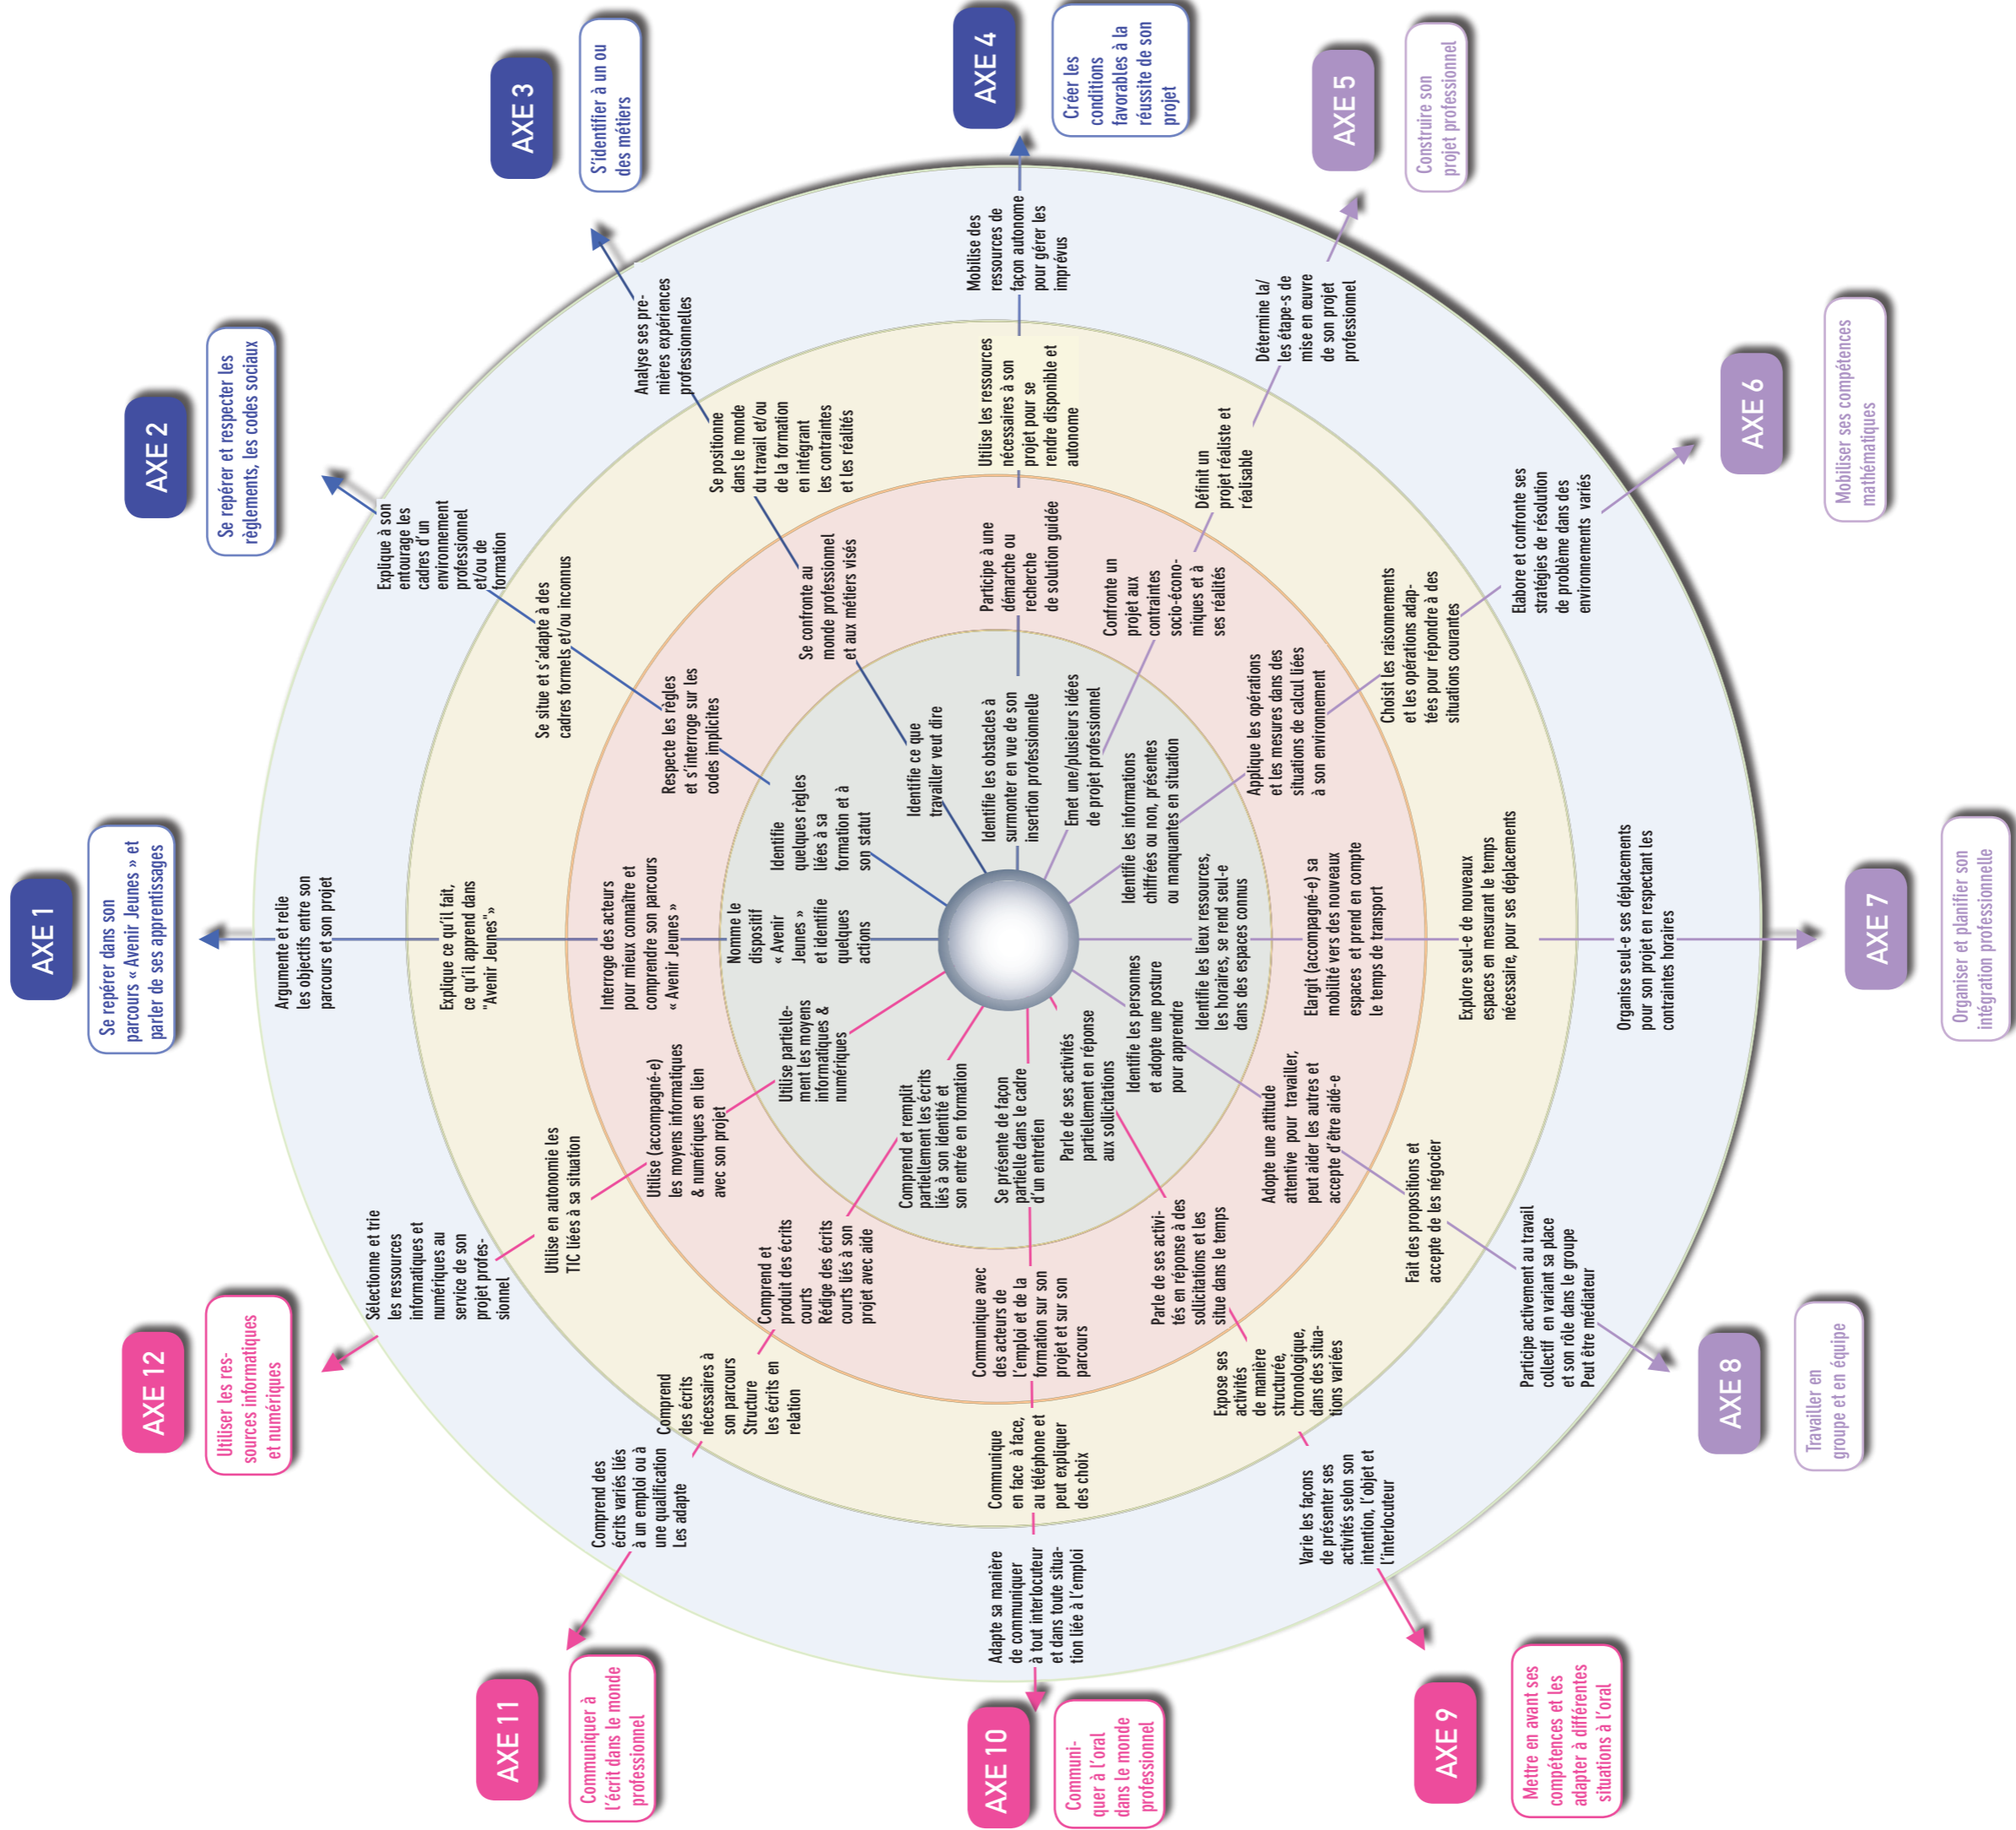 AXE 1
Se repérer dans son
parcours « Avenir Jeunes » et
parler de ses apprentissages
Argumente et relie
les objectifs entre son
parcours et son projet
Explique ce qu'il fait,
ce qu'il apprend dans
"Avenir Jeunes"»
Interroge des acteurs
pour mieux connaître et
comprendre son parcours
« Avenir Jeunes »
Nomme le
dispositif
« Avenir
Jeunes »
et identifie
quelques
actions
AXE 2
Se repérer et respecter les
règlements, les codes sociaux
Explique à son
entourage les
cadres d'un
environnement
professionnel
et/ou de
formation
Se situe et s'adapte à des
cadres formels et/ou inconnus
Respecte les règles
et s'interroge sur les
codes implicites
Identifie
quelques règles
liées à sa
formation et à
son statut
AXE 3
S'identifier à un ou
des métiers
Analyse ses pre-
mières expériences
professionnelles
Se positionne
dans le monde
du travail et/ou
de la formation
en intégrant
les contraintes
et les réalités
Se confronte au
monde professionnel
et aux métiers visés
Identifie ce que
travailler veut dire
AXE 4
Créer les
conditions
favorables à la
réussite de son
projet
Mobilise des
ressources de
façon autonome
pour gérer les
imprévus
Utilise les ressources
nécessaires à son
projet pour se
rendre disponible et
autonome
Participe à une
démarche ou
recherche
de solution guidée
Identifie les obstacles à
surmonter en vue de son
insertion professionnelle
AXE 5
Construire son
projet professionnel
Détermine la/
les étape-s de
mise en œuvre
de son projet
professionnel
Définit un
projet réaliste et
réalisable
Confronte un
projet aux
contraintes
socio-écono-
miques et à
ses réalités
Emet une/plusieurs idées
de projet professionnel
AXE 6
Mobiliser ses compétences
mathématiques
Elabore et confronte ses
stratégies de résolution
de problème dans des
environnements variés
Choisit les raisonnements
et les opérations adap-
tées pour répondre à des
situations courantes
Applique les opérations
et les mesures dans des
situations de calcul liées
à son environnement
Identifie les informations
chiffrées ou non, présentes
ou manquantes en situation
AXE 7
Organiser et planifier son
intégration professionnelle
Organise seul-e ses déplacements
pour son projet en respectant les
contraintes horaires
Explore seul-e de nouveaux
espaces en mesurant le temps
nécessaire, pour ses déplacements
Elargit (accompagné-e) sa
mobilité vers des nouveaux
espaces et prend en compte
le temps de transport
Identifie les lieux ressources,
les horaires, se rend seul-e
dans des espaces connus
AXE 8
Travailler en
groupe et en équipe
Participe activement au travail
collectif en variant sa place
et son rôle dans le groupe
Peut être médiateur
Fait des propositions et
accepte de les négocier
Adopte une attitude
attentive pour travailler,
peut aider les autres et
accepte d'être aidé-e
Identifie les personnes
et adopte une posture
pour apprendre
AXE 9
Mettre en avant ses
compétences et les
adapter à différentes
situations à l'oral
Varie les façons
de présenter ses
activités selon son
intention, l'objet et
l'interlocuteur
Expose ses
activités
de manière
structurée,
chronologique,
dans des situa-
tions variées
Parle de ses activi-
tés en réponse à des
sollicitations et les
situe dans le temps
Parle de ses activités
partiellement en réponse
aux sollicitations
AXE 10
Communi-
quer à l'oral
dans le monde
professionnel
Adapte sa manière
de communiquer
à tout interlocuteur
et dans toute situa-
tion liée à l'emploi
Communique
en face à face,
au téléphone et
peut expliquer
des choix
Communique avec
des acteurs de
l'emploi et de la
formation sur son
projet et sur son
parcours
Se présente de façon
partielle dans le cadre
d'un entretien
AXE 11
Communiquer à
l'écrit dans le monde
professionnel
Comprend des
écrits variés liés
à un emploi ou à
une qualification
Les adapte
Comprend
des écrits
nécessaires à
son parcours
Structure
les écrits en
relation
Comprend et
produit des écrits
courts
Rédige des écrits
courts liés à son
projet avec aide
Comprend et remplit
partiellement les écrits
liés à son identité et
son entrée en formation
AXE 12
Utiliser les res-
sources informatiques
et numériques
Sélectionne et trie
les ressources
informatiques et
numériques au
service de son
projet profes-
sionnel
Utilise en autonomie les
TIC liées à sa situation
Utilise (accompagné-e)
les moyens informatiques
& numériques en lien
avec son projet
Utilise partielle-
ment les moyens
informatiques &
numériques